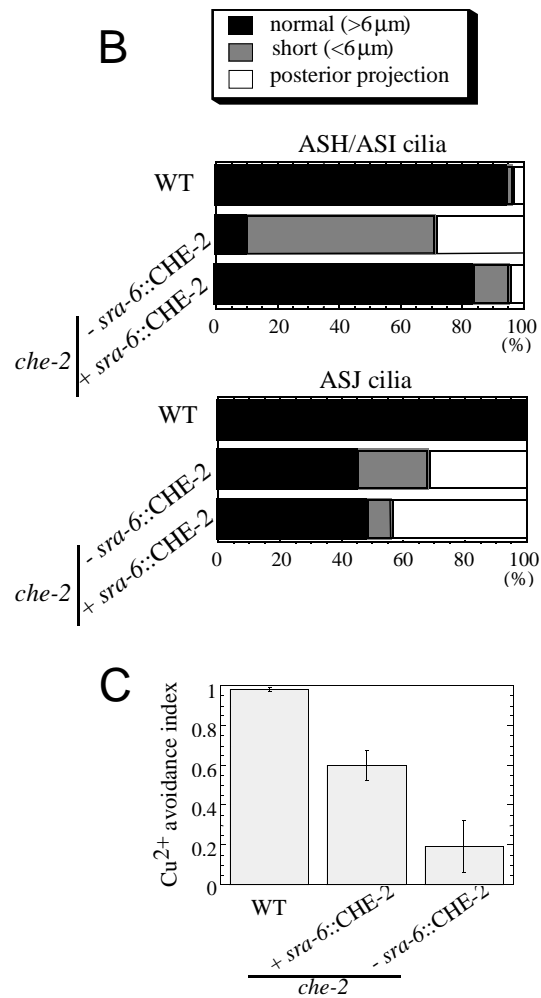 B
normal (>6μm)
short (<6μm)
posterior projection
ASH/ASI cilia
WT
- sra-6::CHE-2
+ sra-6::CHE-2
che-2
0 20 40 60 80 100
(%)
ASJ cilia
WT
- sra-6::CHE-2
+ sra-6::CHE-2
che-2
0 20 40 60 80 100
(%)
C
Cu2+ avoidance index
1
0.8
0.6
0.4
0.2
0
WT
+ sra-6::CHE-2
- sra-6::CHE-2
che-2